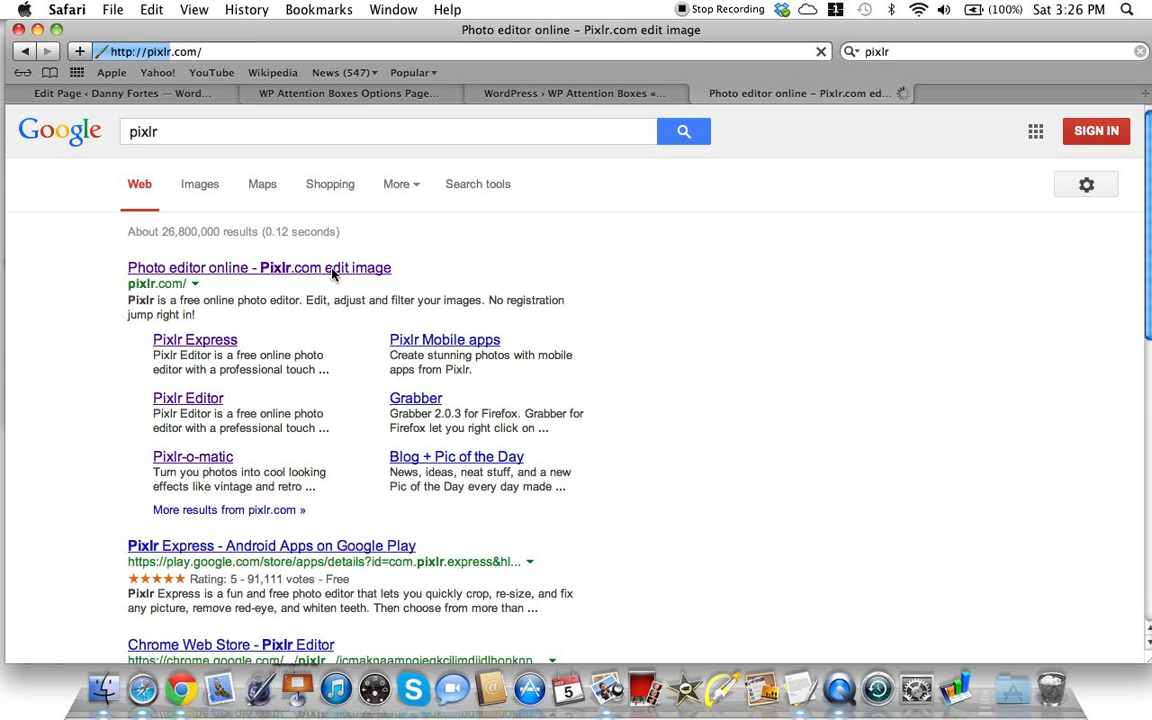 Safari File Edit View History Bookmarks Window Help Stop Recording (100%) Sat 3:26 PM
Photo editor online – Pixlr.com edit image
http://pixlr.com/ pixlr
Apple Yahoo! YouTube Wikipedia News (547) Popular
Edit Page ‹ Danny Fortes — Word... WP Attention Boxes Options Page... WordPress › WP Attention Boxes «... Photo editor online – Pixlr.com ed...
Google pixlr SIGN IN
Web Images Maps Shopping More Search tools
About 26,800,000 results (0.12 seconds)
Photo editor online - Pixlr.com edit image
pixlr.com/
Pixlr is a free online photo editor. Edit, adjust and filter your images. No registration
jump right in!
Pixlr Express
Pixlr Editor is a free online photo
editor with a professional touch ...
Pixlr Mobile apps
Create stunning photos with mobile
apps from Pixlr.
Pixlr Editor
Pixlr Editor is a free online photo
editor with a prefessional touch ...
Grabber
Grabber 2.0.3 for Firefox. Grabber for
Firefox let you right click on ...
Pixlr-o-matic
Turn you photos into cool looking
effects like vintage and retro ...
Blog + Pic of the Day
News, ideas, neat stuff, and a new
Pic of the Day every day made ...
More results from pixlr.com »
Pixlr Express - Android Apps on Google Play
https://play.google.com/store/apps/details?id=com.pixlr.express&hl...
★★★★★ Rating: 5 - 91,111 votes - Free
Pixlr Express is a fun and free photo editor that lets you quickly crop, re-size, and fix
any picture, remove red-eye, and whiten teeth. Then choose from more than ...
Chrome Web Store - Pixlr Editor
5